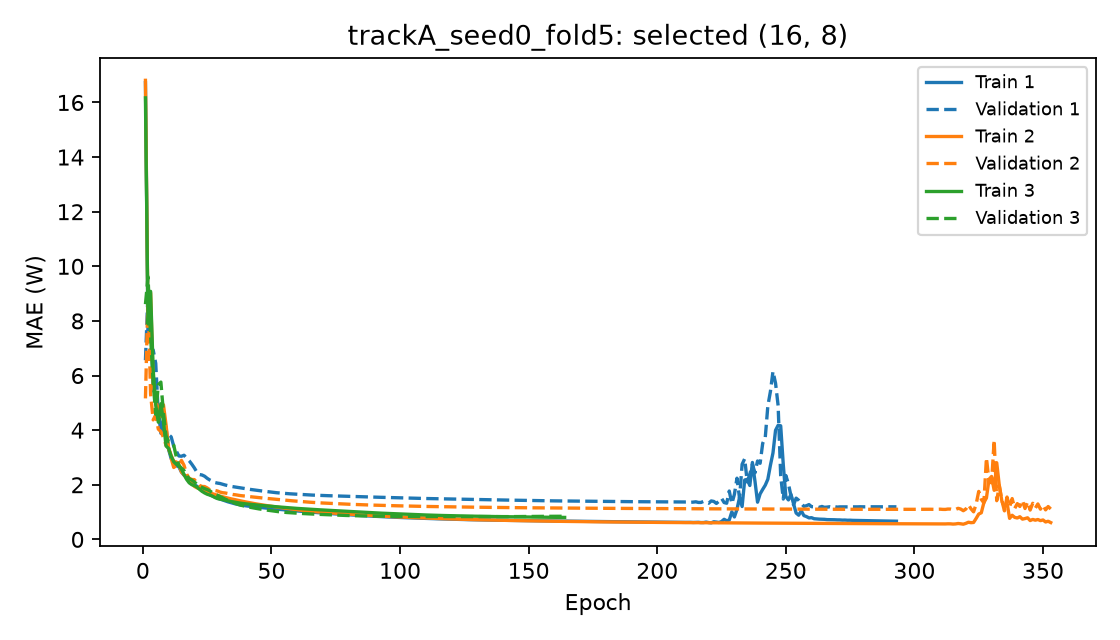 trackA_seed0_fold5: selected (16, 8)
Train 1
Validation 1
Train 2
Validation 2
Train 3
Validation 3
MAE (W)
16
14
12
10
8
6
4
2
0
0 50 100 150 200 250 300 350
Epoch